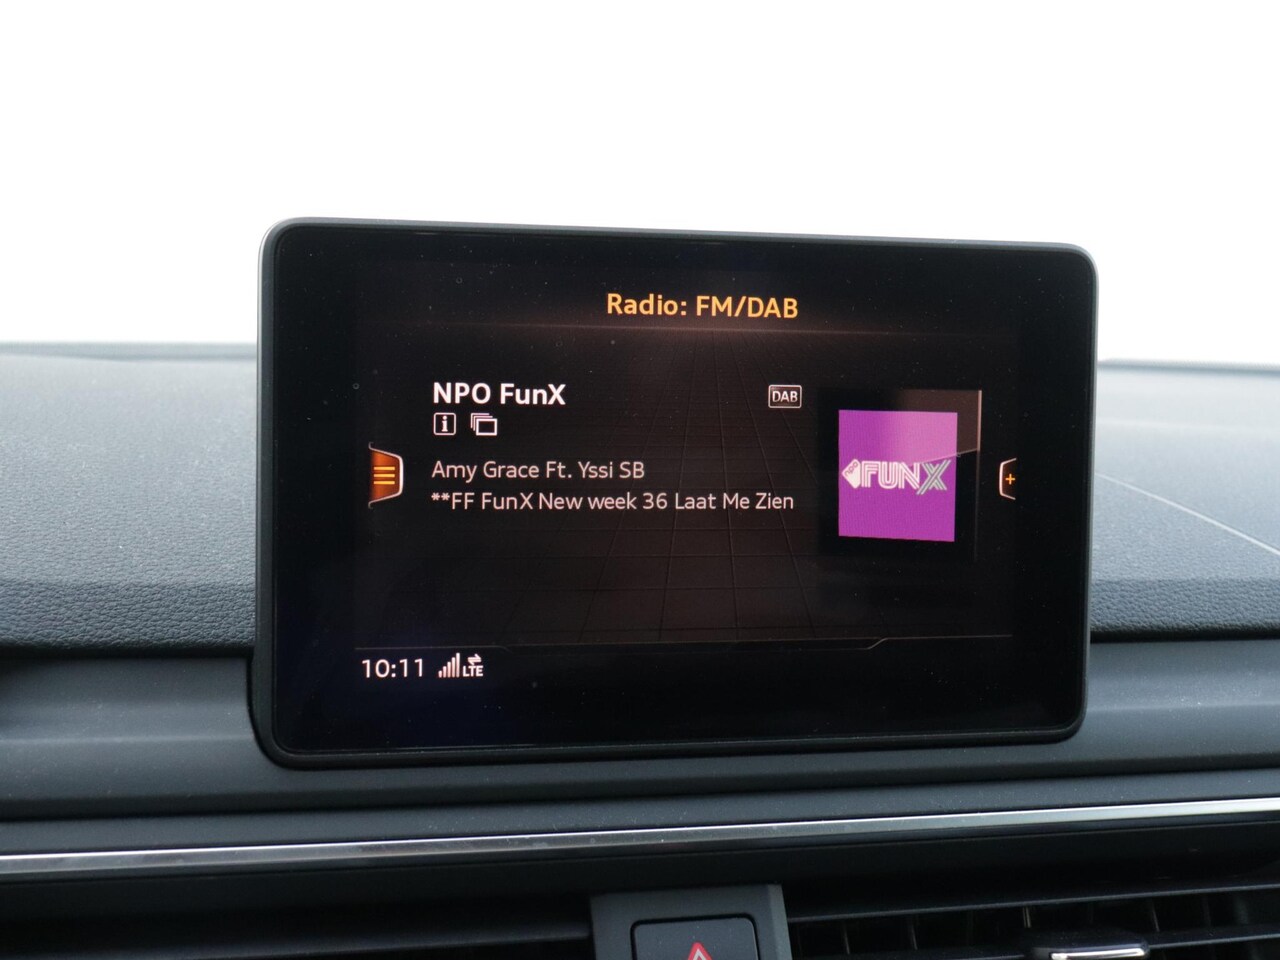 Radio: FM/DAB
NPO FunX
DAB
Amy Grace Ft. Yssi SB
**FF FunX New week 36 Laat Me Zien
NPO FUNX
10:11 LTE